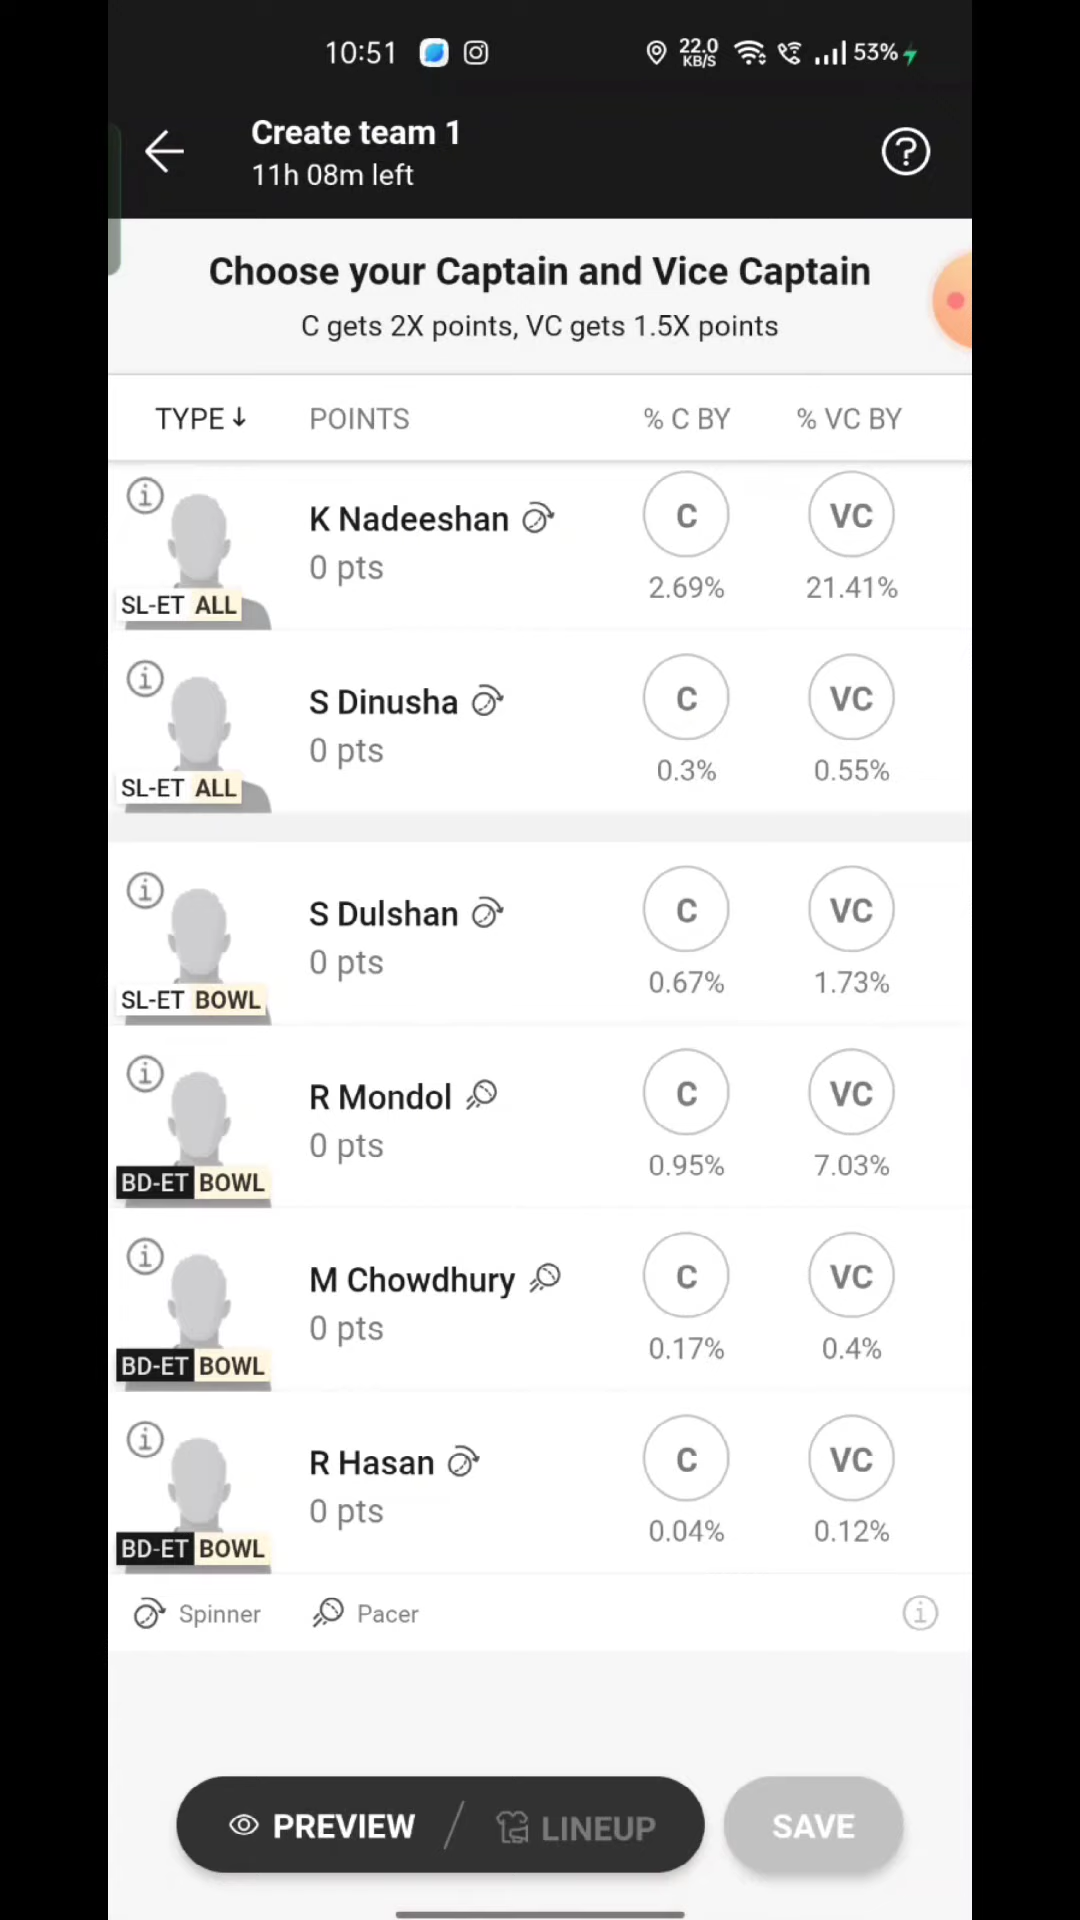 10:51 22.0 KB/S 53%
Create team 1
11h 08m left
Choose your Captain and Vice Captain
C gets 2X points, VC gets 1.5X points
TYPE↓ POINTS % C BY % VC BY
K Nadeeshan C VC
0 pts 2.69% 21.41%
SL-ET ALL
S Dinusha C VC
0 pts 0.3% 0.55%
SL-ET ALL
S Dulshan C VC
0 pts 0.67% 1.73%
SL-ET BOWL
R Mondol C VC
0 pts 0.95% 7.03%
BD-ET BOWL
M Chowdhury C VC
0 pts 0.17% 0.4%
BD-ET BOWL
R Hasan C VC
0 pts 0.04% 0.12%
BD-ET BOWL
Spinner Pacer
PREVIEW / LINEUP SAVE